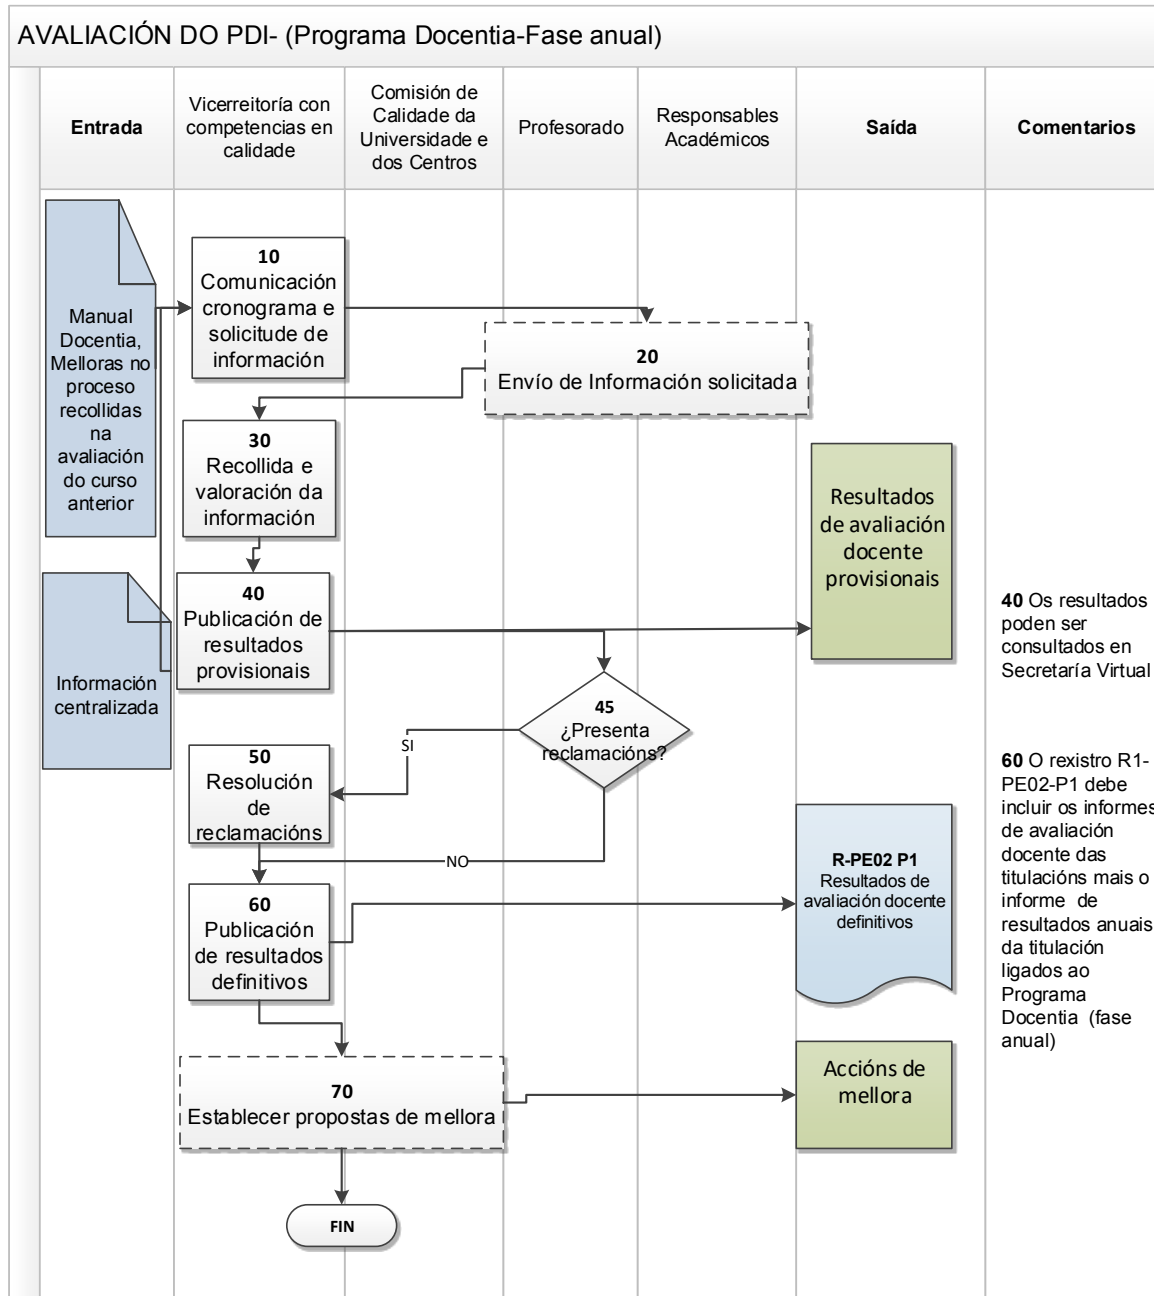 AVALIACIÓN DO PDI- (Programa Docentia-Fase anual)
Entrada
Vicerreitoría con
competencias en
calidade
Comisión de
Calidade da
Universidade e
dos Centros
Profesorado
Responsables
Académicos
Saída
Comentarios
Manual
Docentia,
Melloras no
proceso
recollidas
na
avaliación
do curso
anterior
10
Comunicación
cronograma e
solicitude de
información
20
Envío de Información solicitada
30
Recollida e
valoración da
información
Resultados
de avaliación
docente
provisionais
Información
centralizada
40
Publicación de
resultados
provisionais
40 Os resultados
poden ser
consultados en
Secretaría Virtual
45
¿Presenta
reclamacións?
SI
50
Resolución
de
reclamacións
NO
60
Publicación
de resultados
definitivos
R-PE02 P1
Resultados de
avaliación docente
definitivos
60 O rexistro R1-
PE02-P1 debe
incluir os informes
de avaliación
docente das
titulacións mais o
informe de
resultados anuais
da titulación
ligados ao
Programa
Docentia (fase
anual)
70
Establecer propostas de mellora
Accións de
mellora
FIN